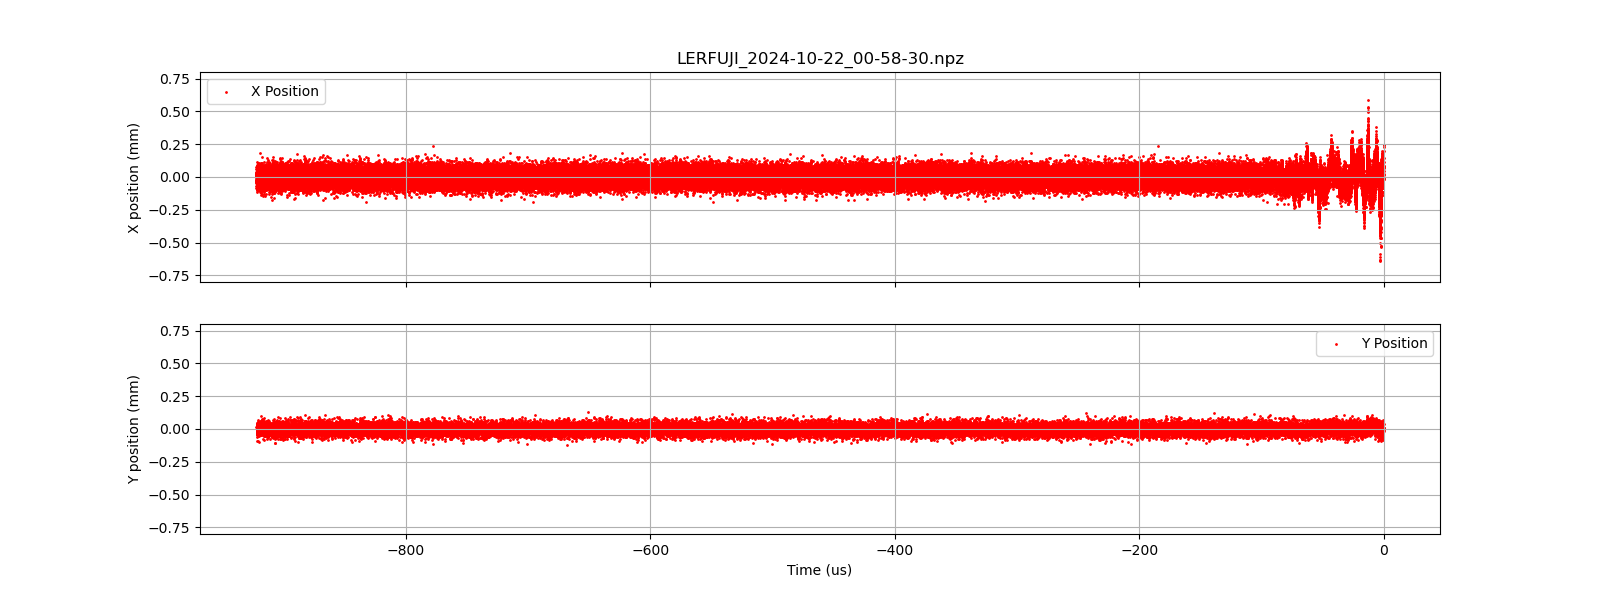 LERFUJI_2024-10-22_00-58-30.npz
X Position
X position (mm)
0.75
0.50
0.25
0.00
−0.25
−0.50
−0.75
Y Position
Y position (mm)
0.75
0.50
0.25
0.00
−0.25
−0.50
−0.75
−800 −600 −400 −200 0
Time (us)